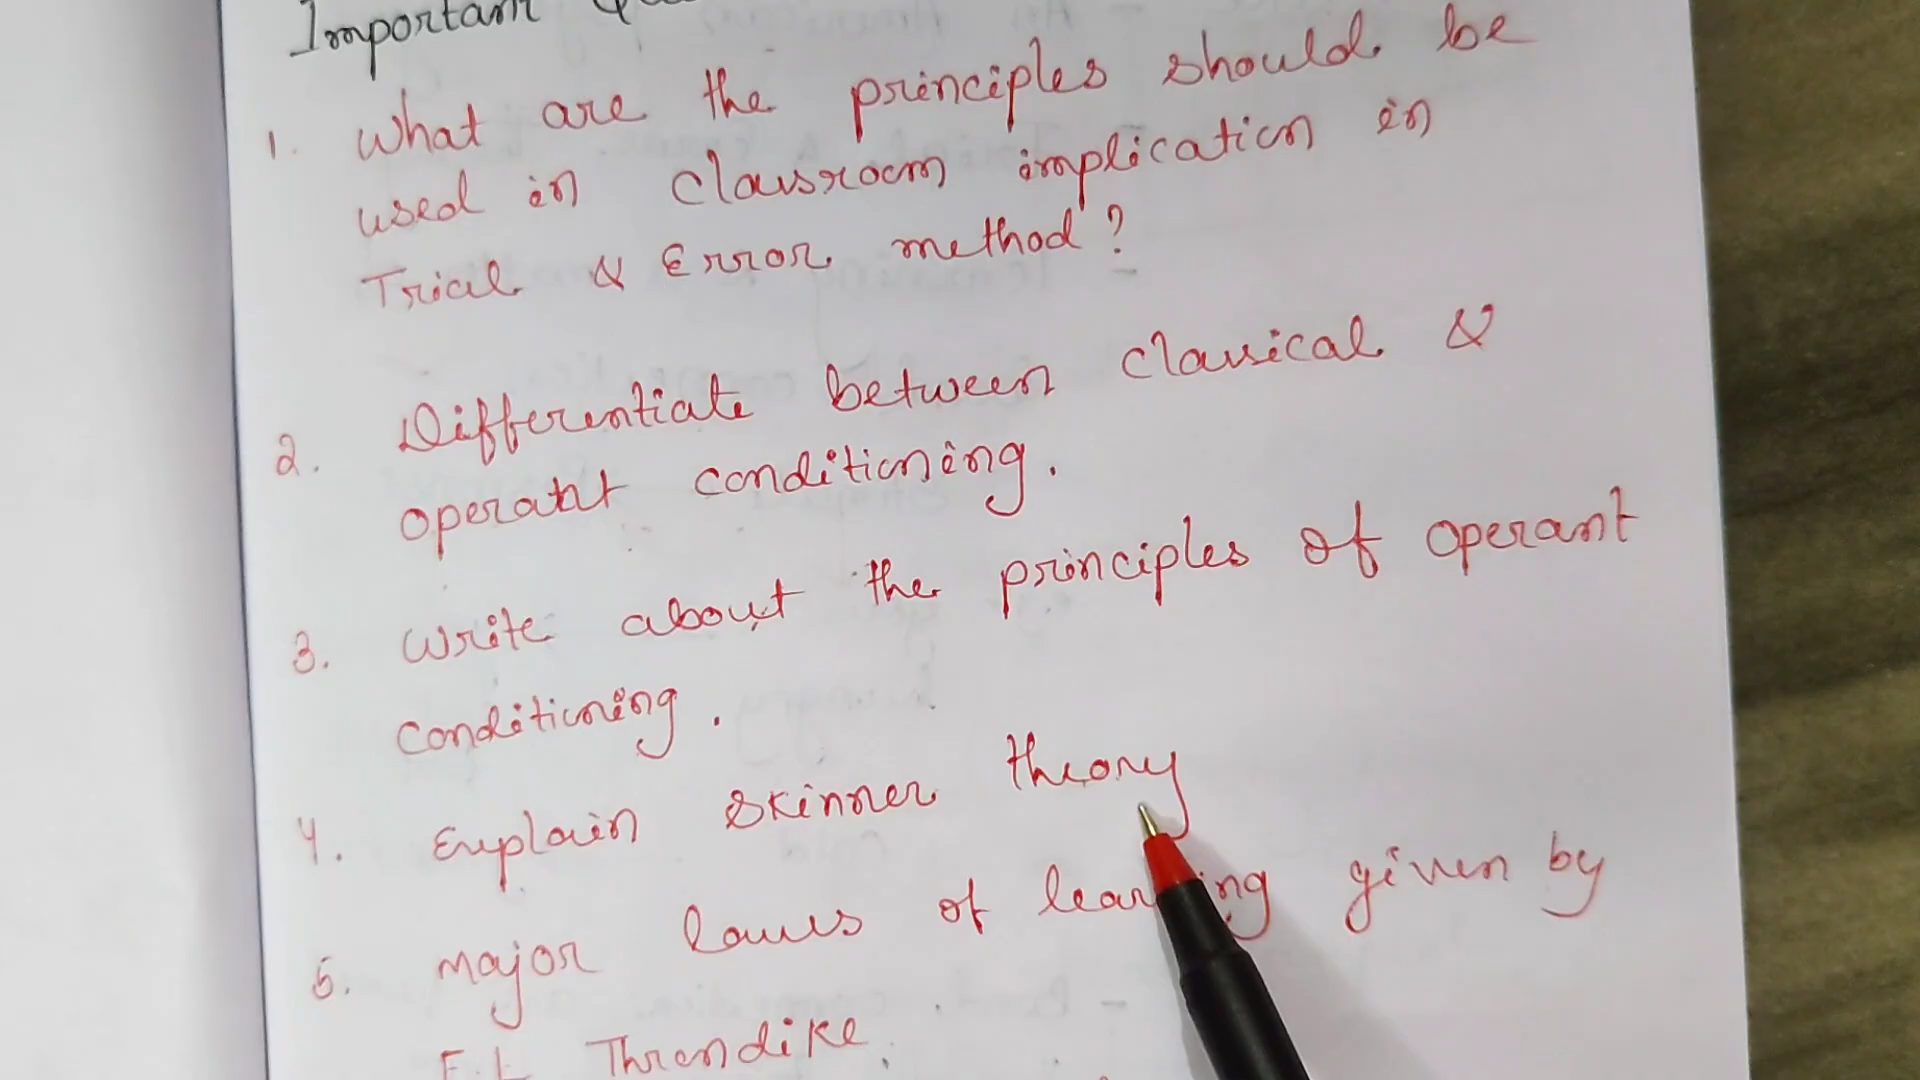 Important
1. What are the principles should be
used in classroom implication in
Trial & Error method?
2. Differentiate between classical &
operant conditioning.
3. Write about the principles of operant
conditioning.
4. Explain Skinner theory
5. Major laws of learning given by
E.L Throndike.